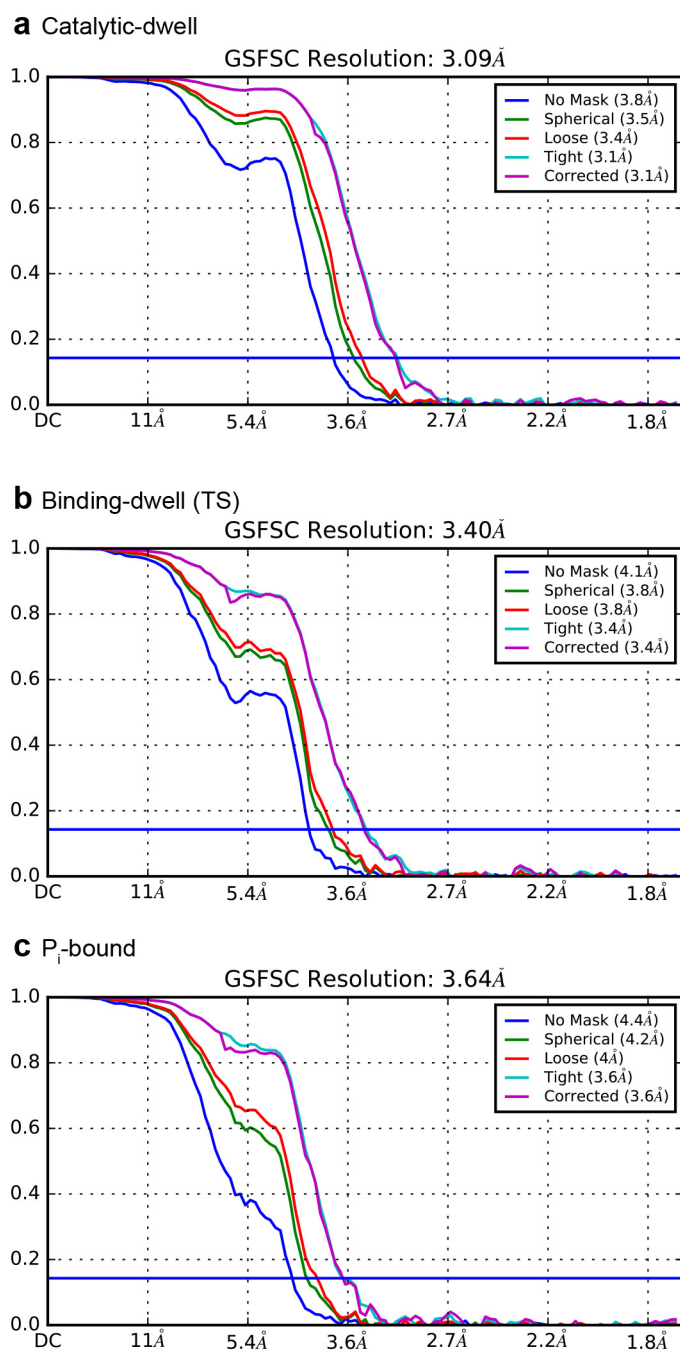 a Catalytic-dwell
GSFSC Resolution: 3.09Å
1.0
0.8
0.6
0.4
0.2
0.0
No Mask (3.8Å)
Spherical (3.5Å)
Loose (3.4Å)
Tight (3.1Å)
Corrected (3.1Å)
DC 11Å 5.4Å 3.6Å 2.7Å 2.2Å 1.8Å
b Binding-dwell (TS)
GSFSC Resolution: 3.40Å
1.0
0.8
0.6
0.4
0.2
0.0
No Mask (4.1Å)
Spherical (3.8Å)
Loose (3.8Å)
Tight (3.4Å)
Corrected (3.4Å)
DC 11Å 5.4Å 3.6Å 2.7Å 2.2Å 1.8Å
c Pi-bound
GSFSC Resolution: 3.64Å
1.0
0.8
0.6
0.4
0.2
0.0
No Mask (4.4Å)
Spherical (4.2Å)
Loose (4Å)
Tight (3.6Å)
Corrected (3.6Å)
DC 11Å 5.4Å 3.6Å 2.7Å 2.2Å 1.8Å